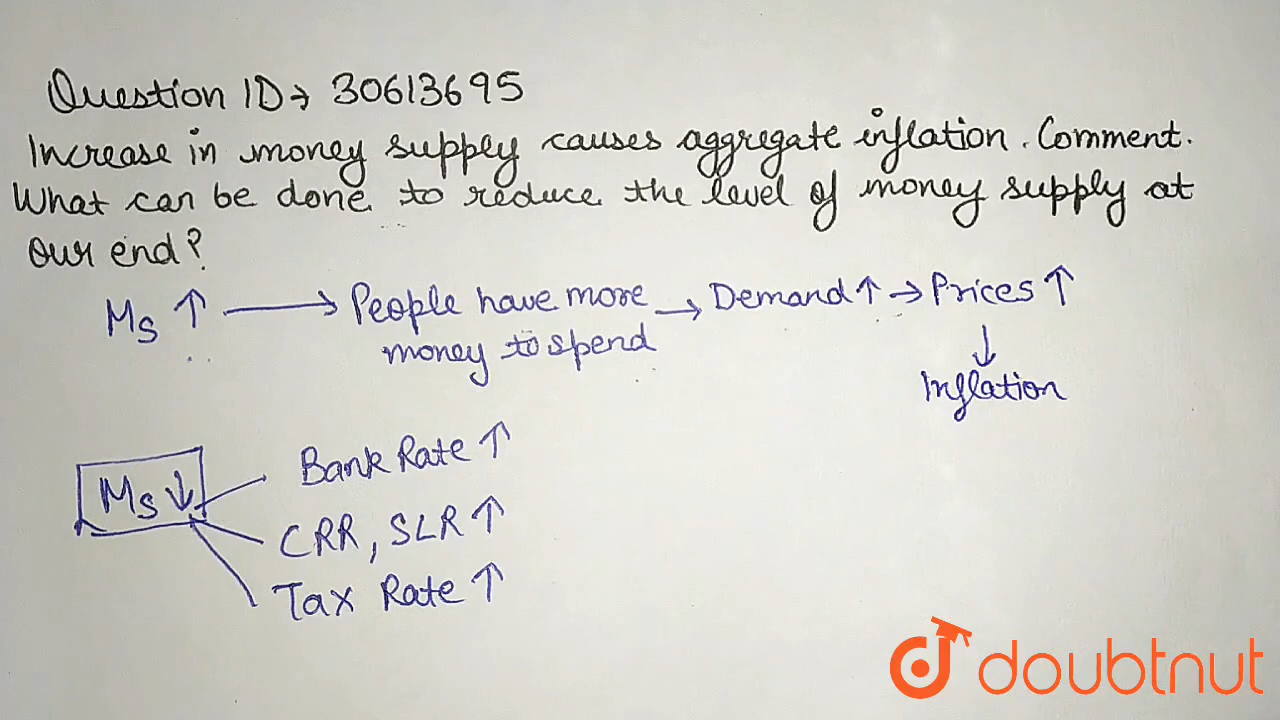 Question ID → 30613695
Increase in money supply causes aggregate inflation. Comment.
What can be done to reduce the level of money supply at
our end?
Ms ↑ → People have more money to spend → Demand ↑ → Prices ↑
↓
Inflation
Ms ↓
Bank Rate ↑
CRR, SLR ↑
Tax Rate ↑
doubtnut